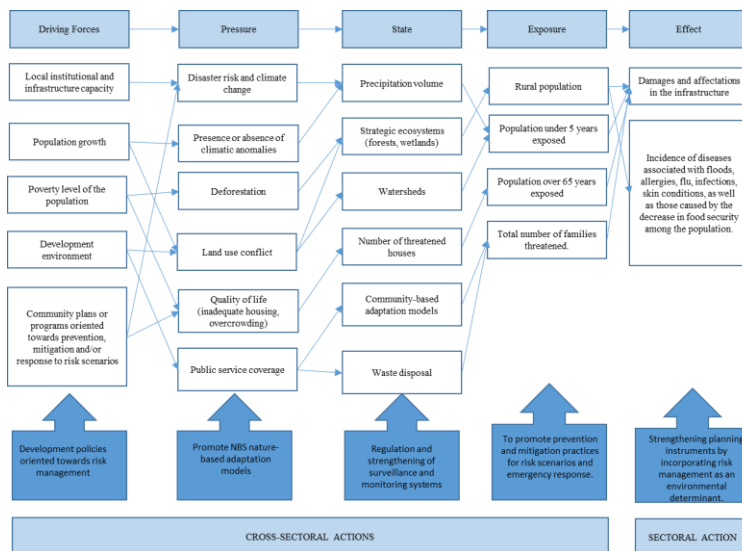 Driving Forces
Pressure
State
Exposure
Effect
Local institutional and
infrastructure capacity
Population growth
Poverty level of the
population
Development
environment
Community plans or
programs oriented
towards prevention,
mitigation and/or
response to risk scenarios
Disaster risk and climate
change
Presence or absence of
climatic anomalies
Deforestation
Land use conflict
Quality of life
(inadequate housing,
overcrowding)
Public service coverage
Precipitation volume
Strategic ecosystems
(forests, wetlands)
Watersheds
Number of threatened
houses
Community-based
adaptation models
Waste disposal
Rural population
Population under 5 years
exposed
Population over 65 years
exposed
Total number of families
threatened.
Damages and affectations
in the infrastructure
Incidence of diseases
associated with floods,
allergies, flu, infections,
skin conditions, as well
as those caused by the
decrease in food security
among the population.
Development policies
oriented towards risk
management
Promote NBS nature-
based adaptation
models
Regulation and
strengthening of
surveillance and
monitoring systems
To promote prevention
and mitigation practices
for risk scenarios and
emergency response.
Strengthening planning
instruments by
incorporating risk
management as an
environmental
determinant.
CROSS-SECTORAL ACTIONS
SECTORAL ACTION